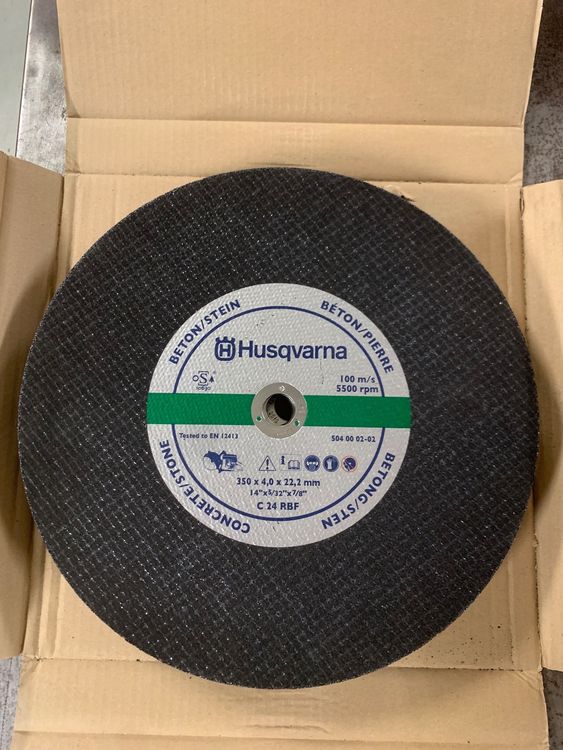 BETON/STEIN
BÉTON/PIERRE
Husqvarna
100 m/s
5500 rpm
Tested to EN 12413
504 00 02-02
350 x 4,0 x 22,2 mm
14"x5/32"x7/8"
C 24 RBF
CONCRETE/STONE
BETONG/STEN